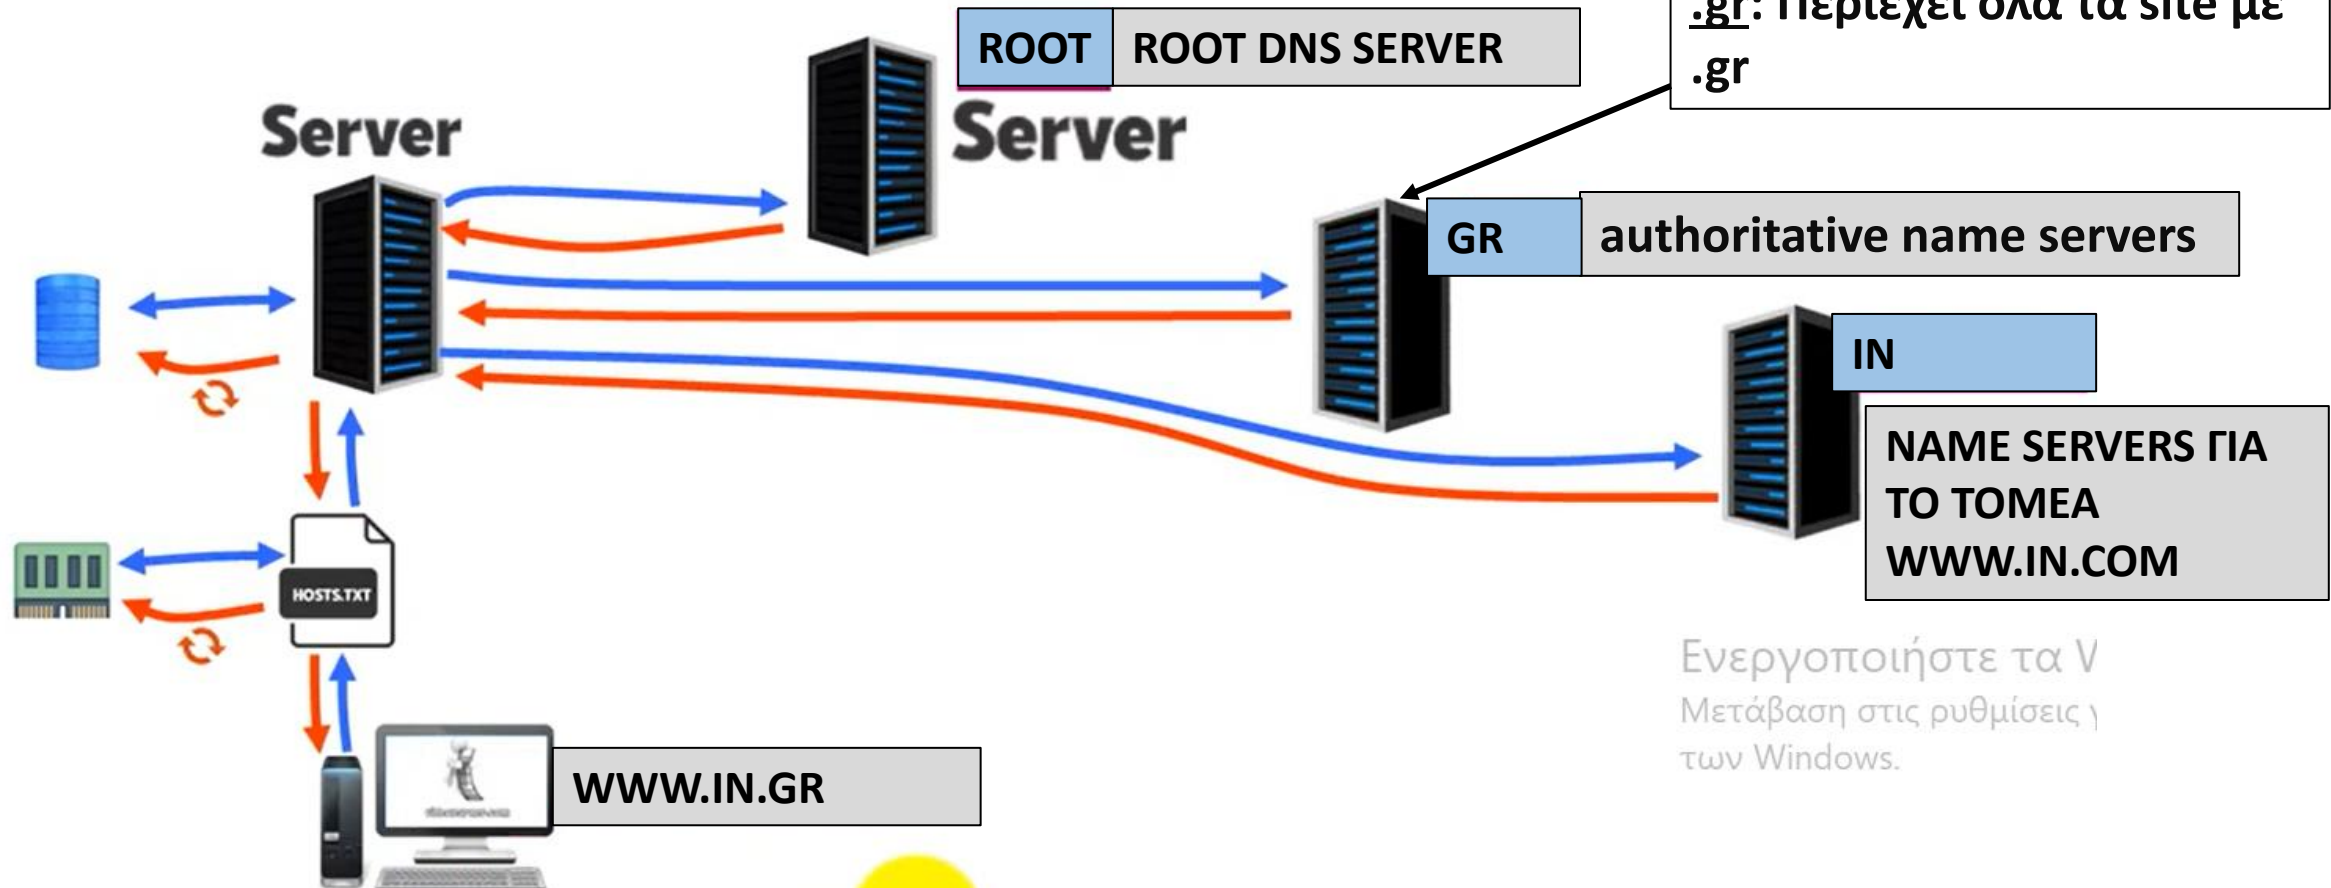 .gr: Περιέχει όλα τα site με
.gr
ROOT ROOT DNS SERVER
Server
Server
GR authoritative name servers
IN
NAME SERVERS ΓΙΑ
ΤΟ ΤΟΜΕΑ
WWW.IN.COM
HOSTS.TXT
Ενεργοποιήστε τα
Μετάβαση στις ρυθμίσεις
των Windows.
WWW.IN.GR